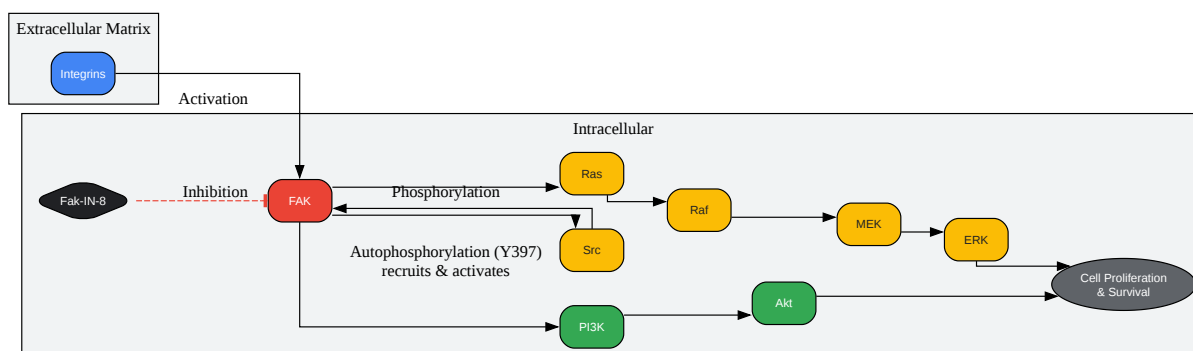 Extracellular Matrix
Integrins
Activation
Intracellular
Fak-IN-8
Inhibition
FAK
Phosphorylation
Ras
Raf
MEK
ERK
Autophosphorylation (Y397)
recruits & activates
Src
PI3K
Akt
Cell Proliferation
& Survival